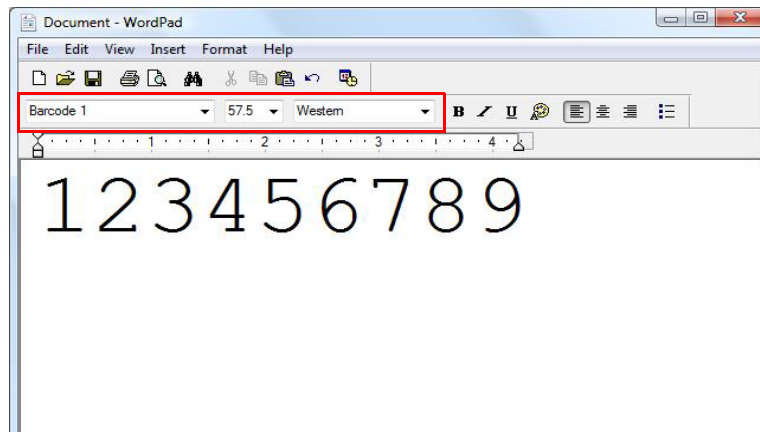 Document - WordPad
File Edit View Insert Format Help
Barcode 1 57.5 Western B / U
1 2 3 4
123456789